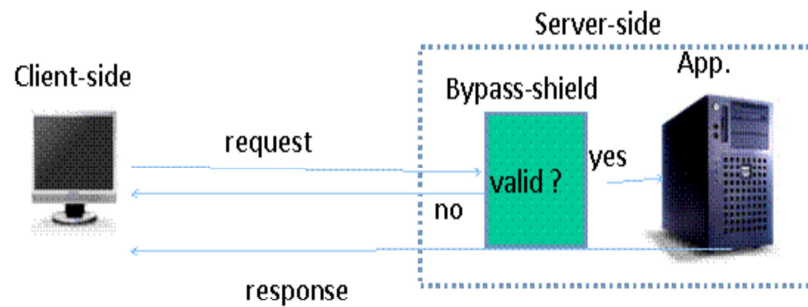 Server-side
Client-side
App.
Bypass-shield
request
yes
valid ?
no
response